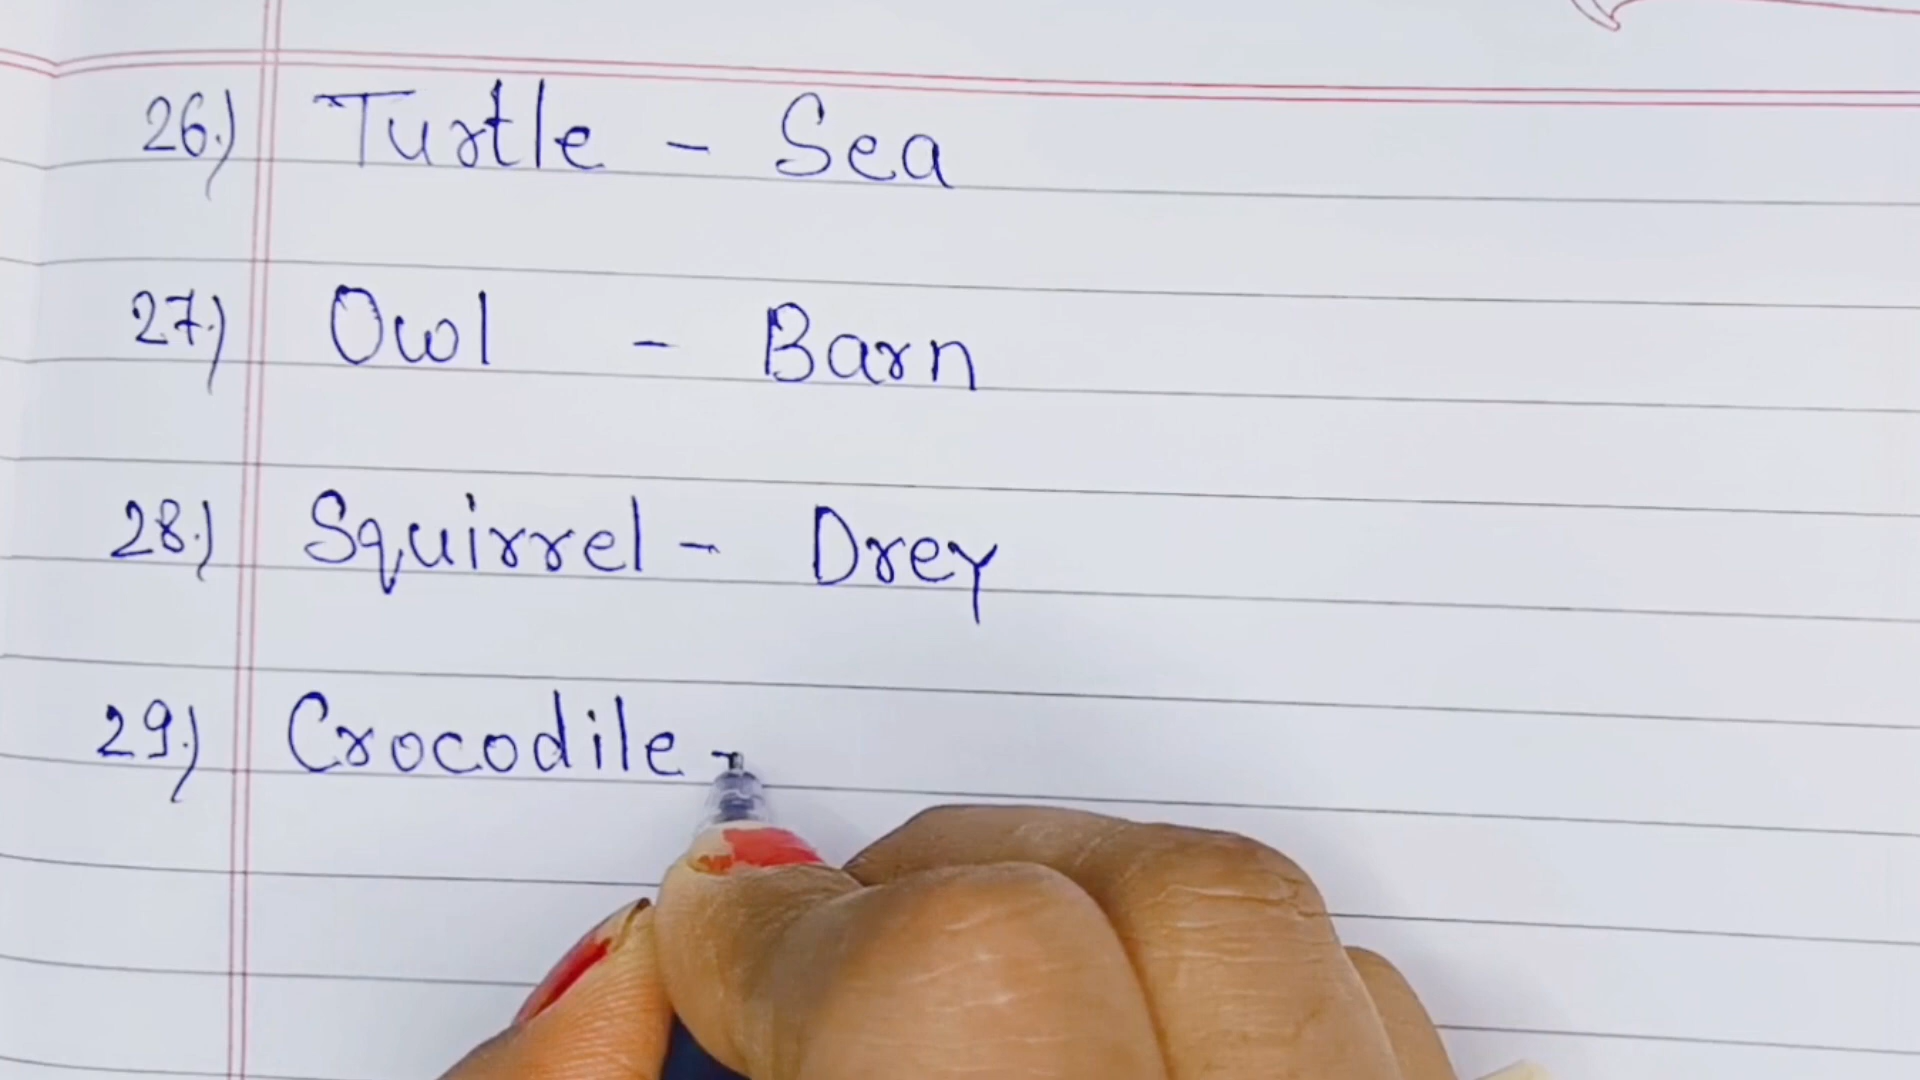 26.) Turtle - Sea
27.) Owl - Barn
28.) Squirrel - Drey
29.) Crocodile -